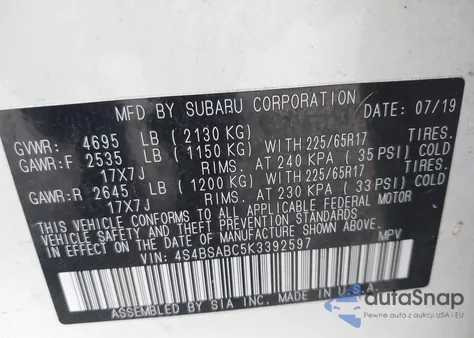 MFD BY SUBARU CORPORATION DATE: 07/19
GVWR: 4695 LB (2130 KG)
GAWR:F 2535 LB (1150 KG) WITH 225/65R17 TIRES.
17X7J RIMS. AT 240 KPA (35 PSI) COLD
GAWR:R 2645 LB (1200 KG) WITH 225/65R17 TIRES.
17X7J RIMS. AT 230 KPA (33 PSI) COLD
THIS VEHICLE CONFORMS TO ALL APPLICABLE FEDERAL MOTOR
VEHICLE SAFETY AND THEFT PREVENTION STANDARDS
IN EFFECT ON THE DATE OF MANUFACTURE SHOWN ABOVE.
VIN: 4S4BSABC5K3392597 MPV
ASSEMBLED BY SIA INC. MADE IN U.S.A.
autaSnap
Pewne auta z USA i EU